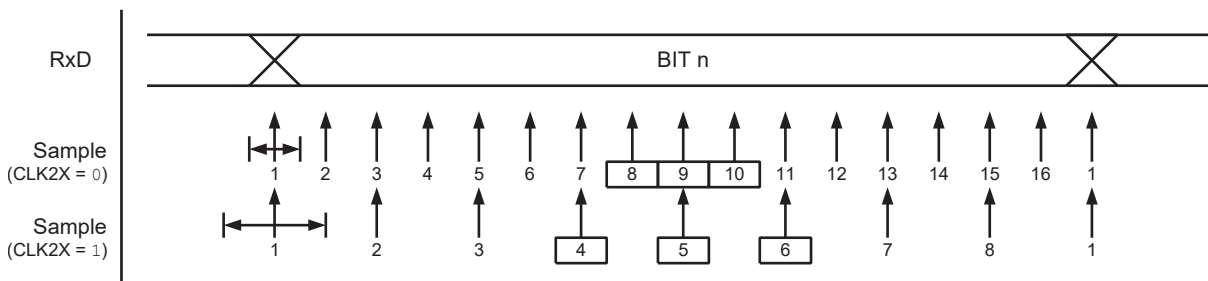 RxD BIT n
Sample
(CLK2X = 0)
1 2 3 4 5 6 7 8 9 10 11 12 13 14 15 16 1
Sample
(CLK2X = 1)
1 2 3 4 5 6 7 8 1